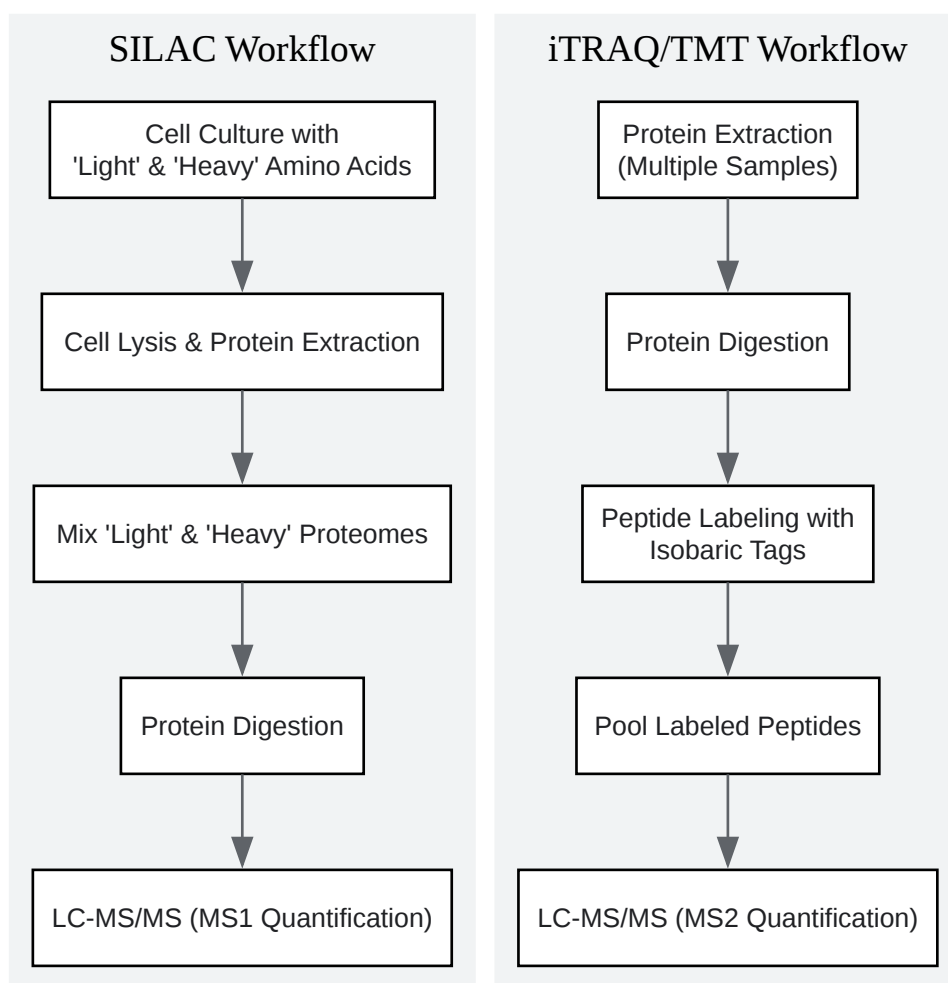 SILAC Workflow
Cell Culture with
'Light' & 'Heavy' Amino Acids
Cell Lysis & Protein Extraction
Mix 'Light' & 'Heavy' Proteomes
Protein Digestion
LC-MS/MS (MS1 Quantification)
iTRAQ/TMT Workflow
Protein Extraction
(Multiple Samples)
Protein Digestion
Peptide Labeling with
Isobaric Tags
Pool Labeled Peptides
LC-MS/MS (MS2 Quantification)